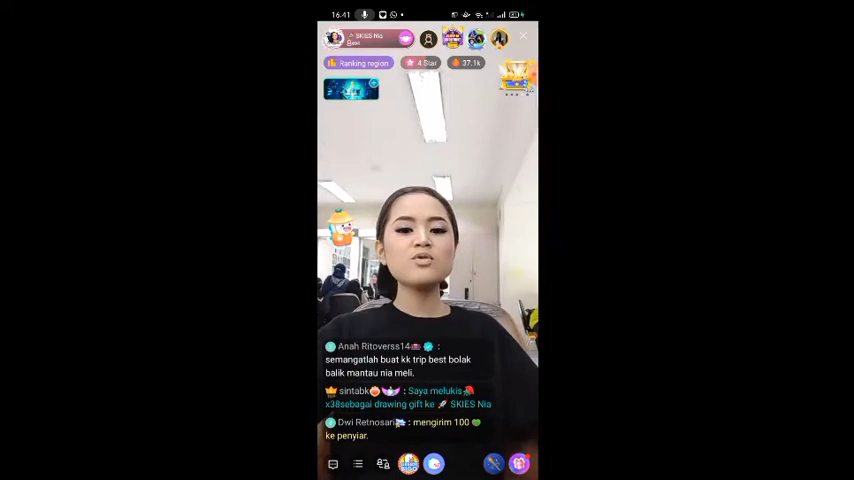 16.41
SKIES Nia
Ranking region
4 Star
37.1k
Anah Ritoverss14 :
semangatlah buat kk trip best bolak
balik mantau nia meli.
sintabk : Saya melukis
x38sebagai drawing gift ke SKIES Nia
Dwi Retnosari : mengirim 100
ke penyiar.